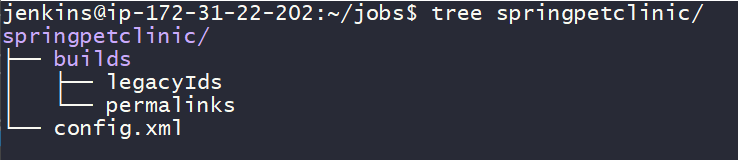 jenkins@ip-172-31-22-202:~/jobs$ tree springpetclinic/
springpetclinic/
├── builds
│   ├── legacyIds
│   └── permalinks
└── config.xml